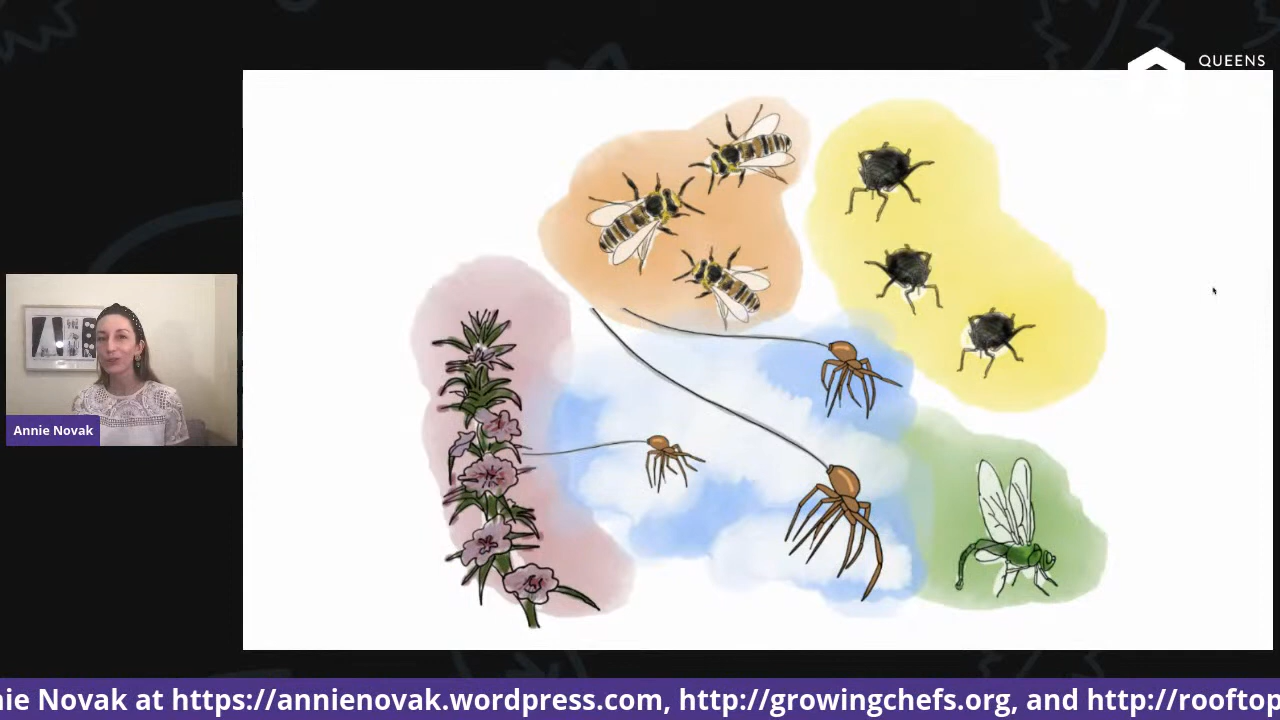 QUEENS
Annie Novak
nie Novak at https://annienovak.wordpress.com, http://growingchefs.org, and http://rooftop